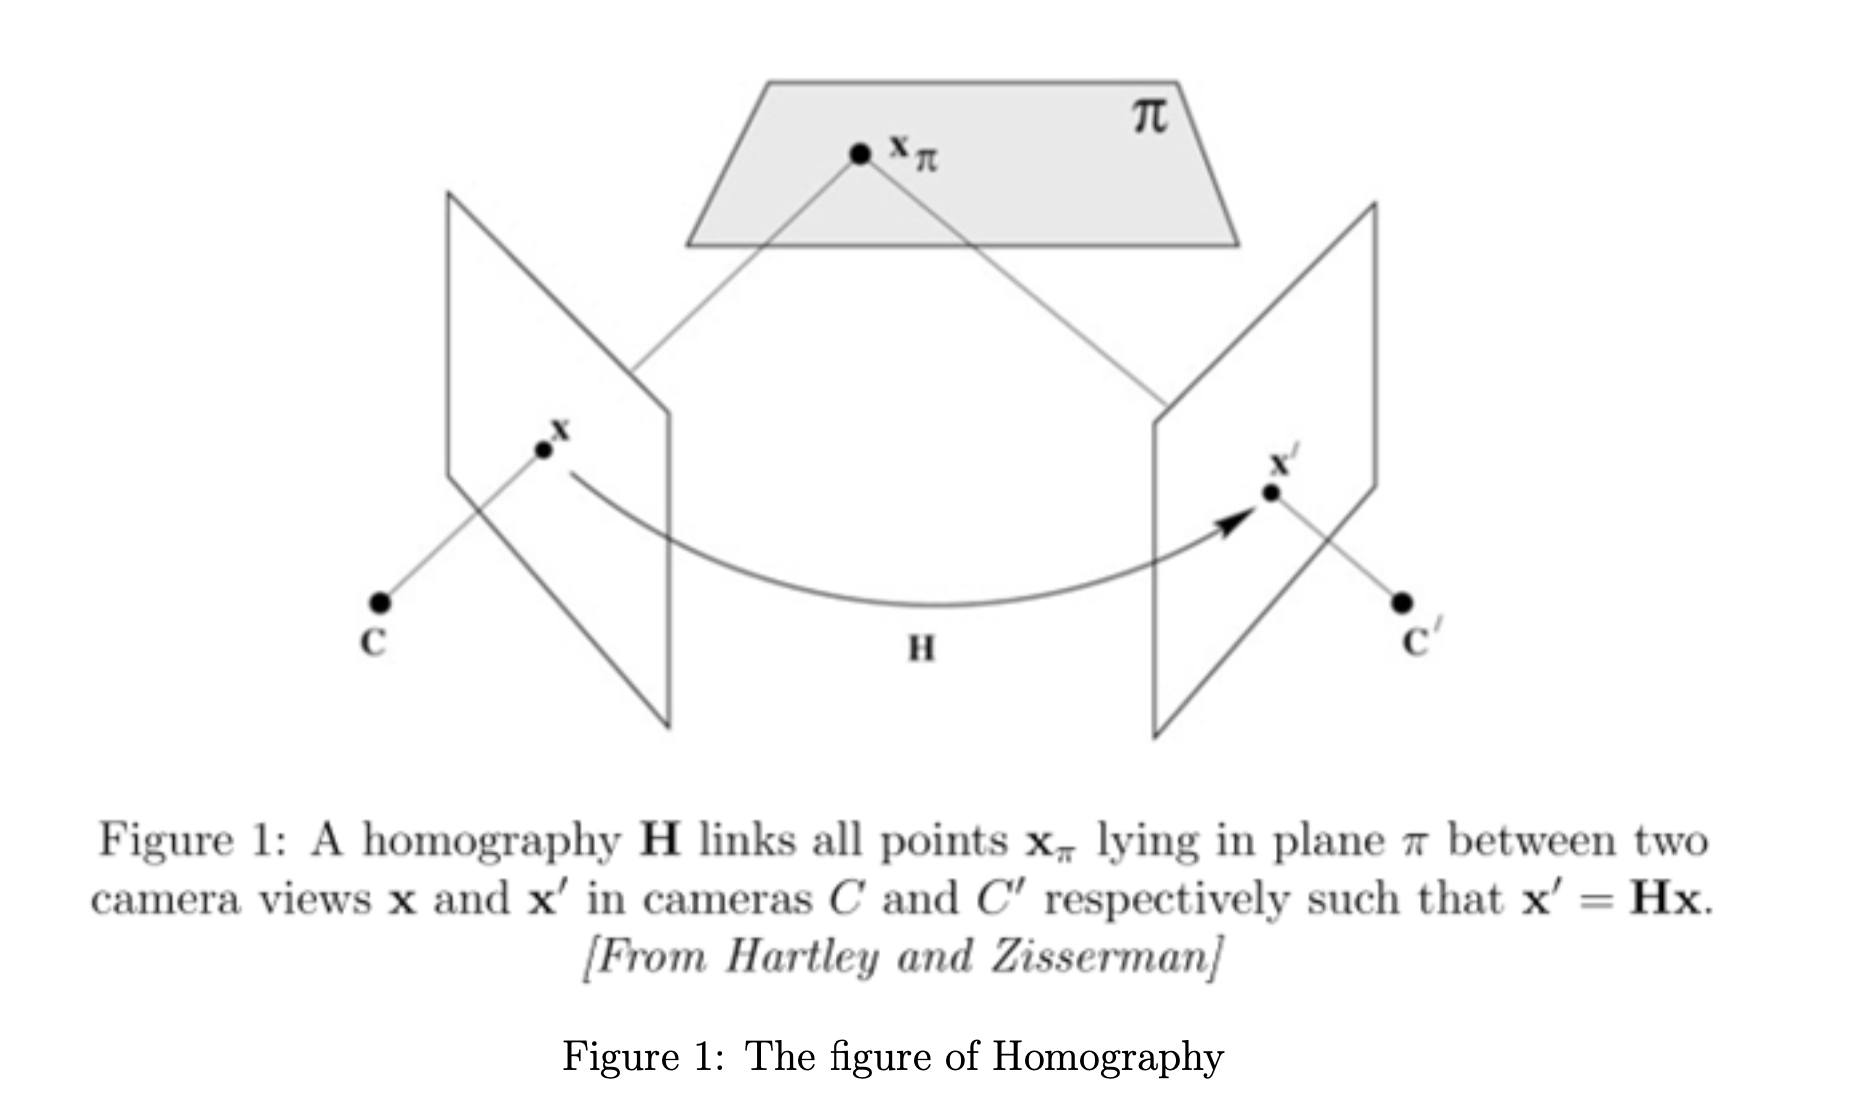 π
x π
x
x′
C
H
C′
Figure 1: A homography H links all points xπ lying in plane π between two
camera views x and x′ in cameras C and C′ respectively such that x′ = Hx.
[From Hartley and Zisserman]
Figure 1: The figure of Homography